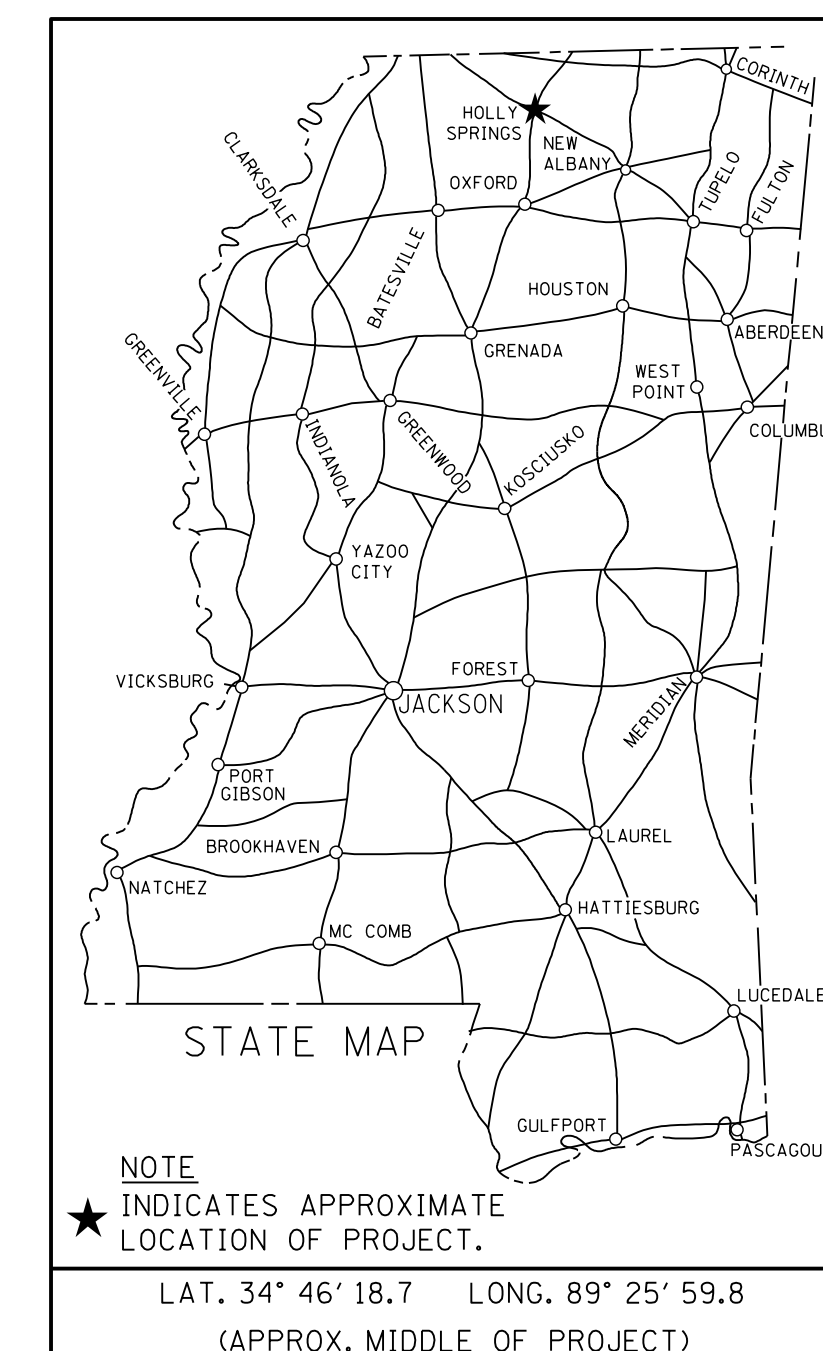 CORINTH
HOLLY
SPRINGS
NEW
ALBANY
CLARKSDALE
OXFORD
TUPELO
FULTON
BATESVILLE
HOUSTON
ABERDEEN
GRENADA
GREENVILLE
WEST
POINT
COLUMBU
INDIANOLA
GREENWOOD
KOSCIUSKO
YAZOO
CITY
VICKSBURG
FOREST
JACKSON
MERIDIAN
PORT
GIBSON
BROOKHAVEN
LAUREL
NATCHEZ
HATTIESBURG
MC COMB
LUCEDALE
STATE MAP
GULFPORT
PASCAGOU
NOTE
INDICATES APPROXIMATE
LOCATION OF PROJECT.
LAT. 34° 46' 18.7 LONG. 89° 25' 59.8
(APPROX. MIDDLE OF PROJECT)